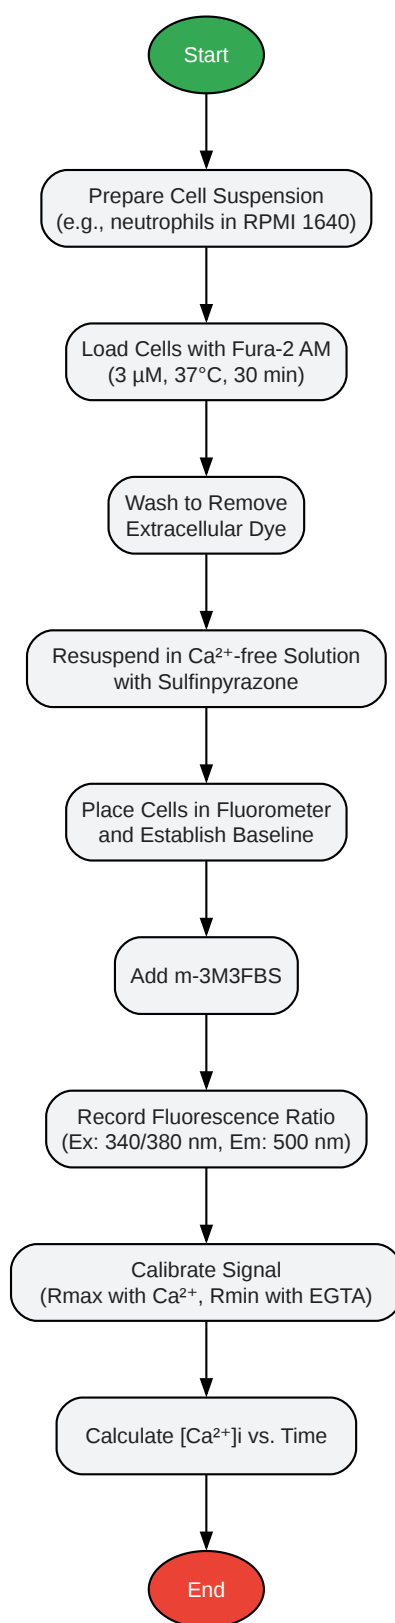 Start
Prepare Cell Suspension
(e.g., neutrophils in RPMI 1640)
Load Cells with Fura-2 AM
(3 µM, 37°C, 30 min)
Wash to Remove
Extracellular Dye
Resuspend in Ca²⁺-free Solution
with Sulfinpyrazone
Place Cells in Fluorometer
and Establish Baseline
Add m-3M3FBS
Record Fluorescence Ratio
(Ex: 340/380 nm, Em: 500 nm)
Calibrate Signal
(Rmax with Ca²⁺, Rmin with EGTA)
Calculate [Ca²⁺]i vs. Time
End